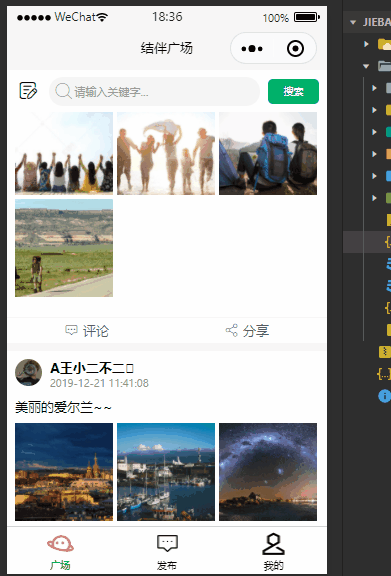 ●●●●● WeChat 18:36 100%
结伴广场
请输入关键字... 搜索
评论 分享
A王小二不二
2019-12-21 11:41:08
美丽的爱尔兰~~
广场 发布 我的
JIEBA